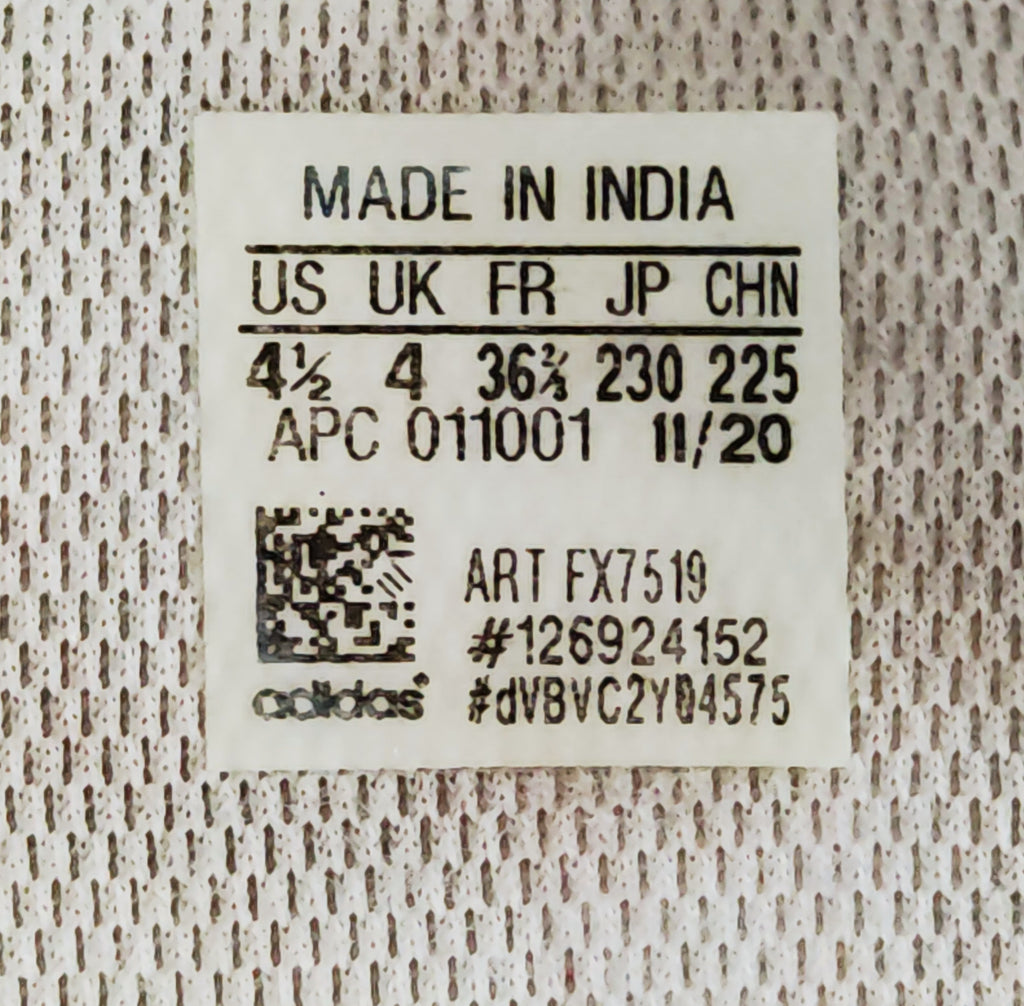 MADE IN INDIA
US UK FR JP CHN
4½ 4 36⅔ 230 225
APC 011001 11/20
ART FX7519
#126924152
#dVBVC2Y04575
adidas®